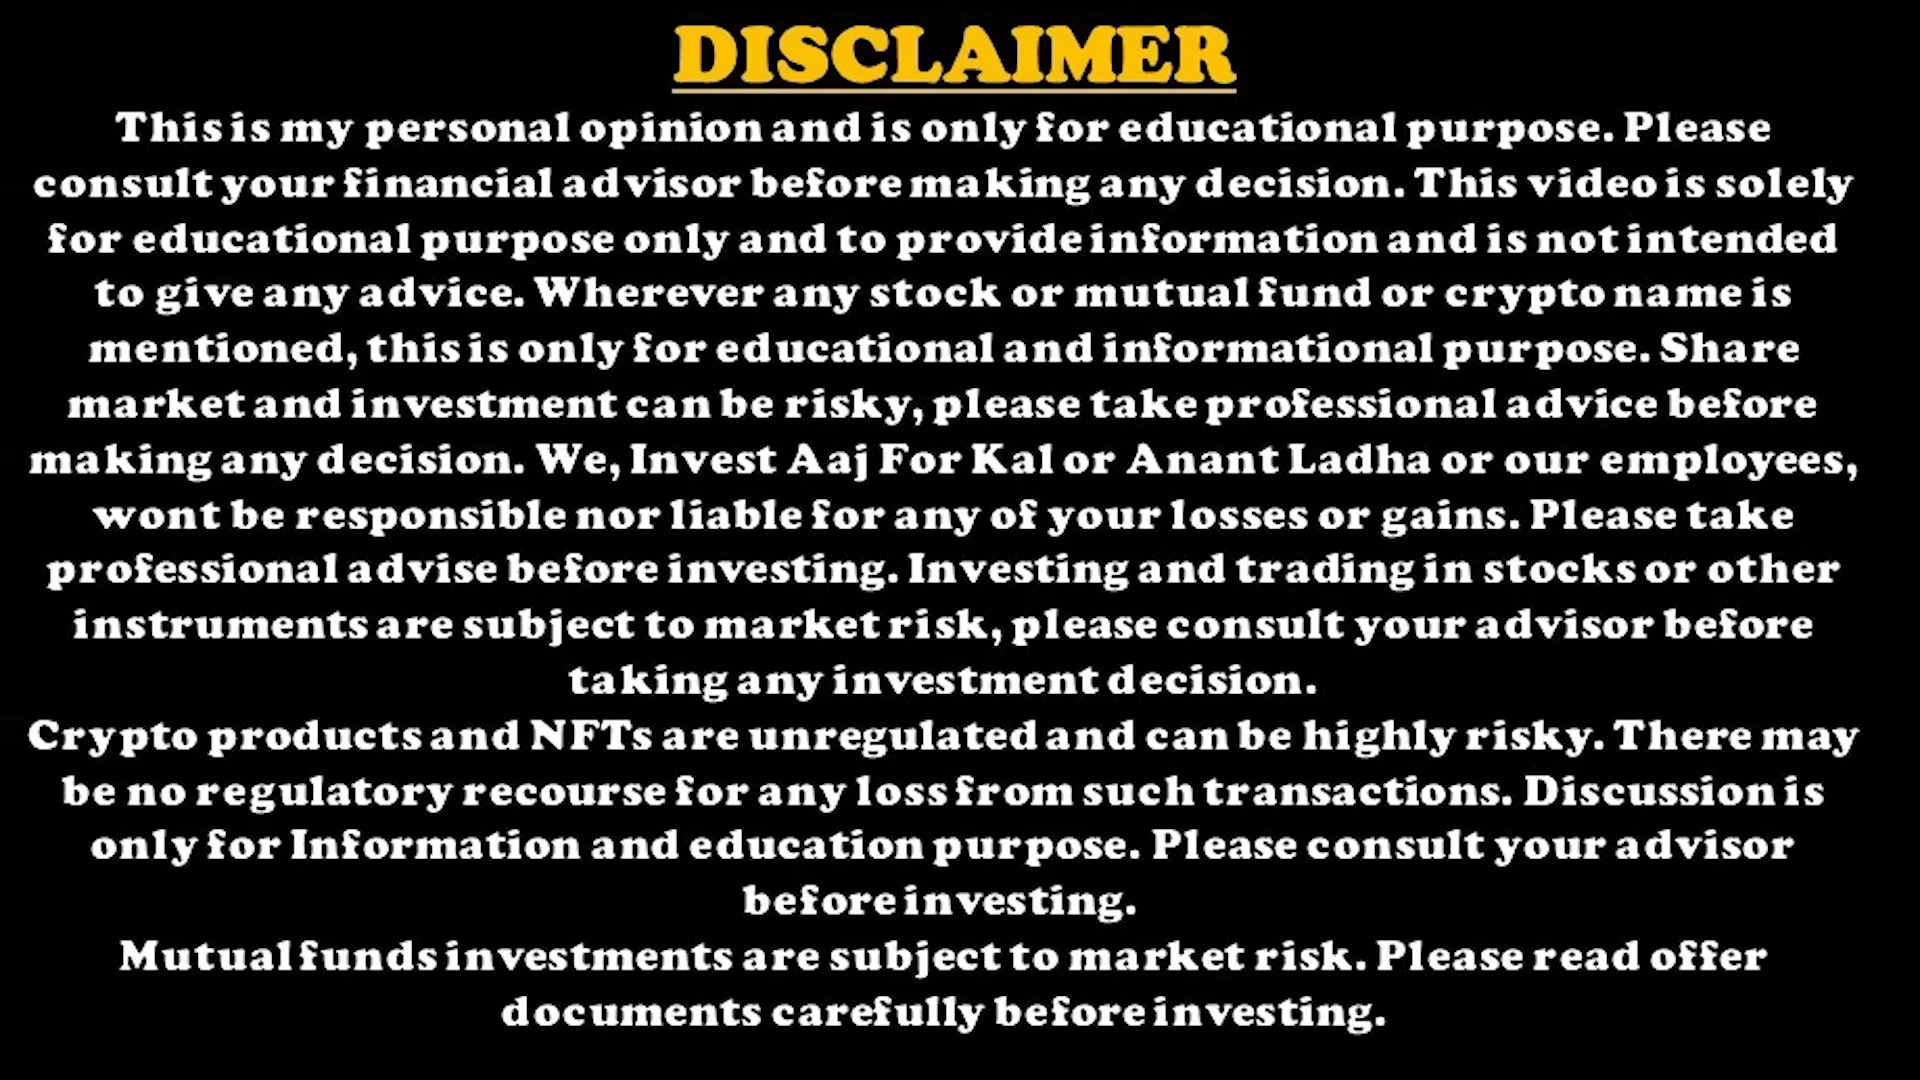 DISCLAIMER
This is my personal opinion and is only for educational purpose. Please
consult your financial advisor before making any decision. This video is solely
for educational purpose only and to provide information and is not intended
to give any advice. Wherever any stock or mutual fund or crypto name is
mentioned, this is only for educational and informational purpose. Share
market and investment can be risky, please take professional advice before
making any decision. We, Invest Aaj For Kal or Anant Ladha or our employees,
wont be responsible nor liable for any of your losses or gains. Please take
professional advise before investing. Investing and trading in stocks or other
instruments are subject to market risk, please consult your advisor before
taking any investment decision.
Crypto products and NFTs are unregulated and can be highly risky. There may
be no regulatory recourse for any loss from such transactions. Discussion is
only for Information and education purpose. Please consult your advisor
before investing.
Mutual funds investments are subject to market risk. Please read offer
documents carefully before investing.